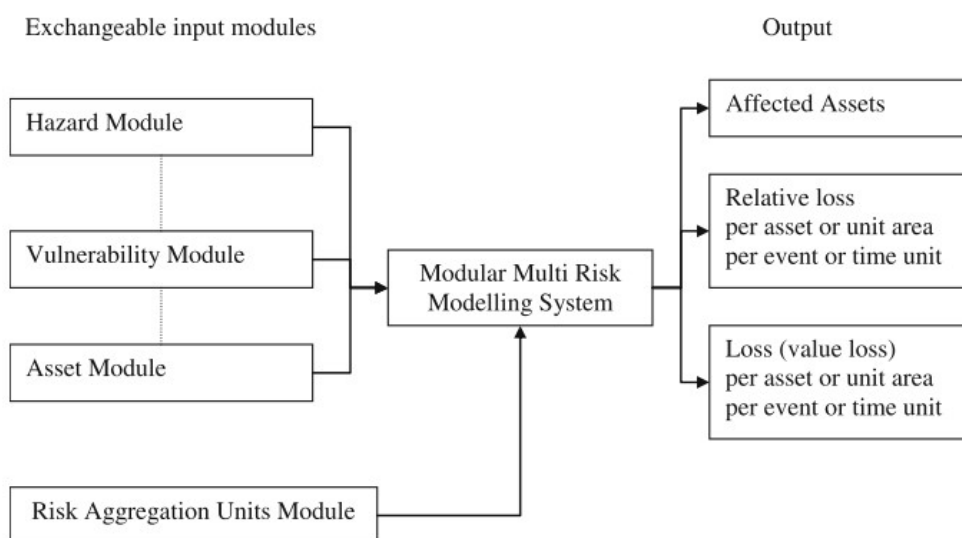 Exchangeable input modules
Output
Hazard Module
Vulnerability Module
Asset Module
Risk Aggregation Units Module
Modular Multi Risk
Modelling System
Affected Assets
Relative loss
per asset or unit area
per event or time unit
Loss (value loss)
per asset or unit area
per event or time unit